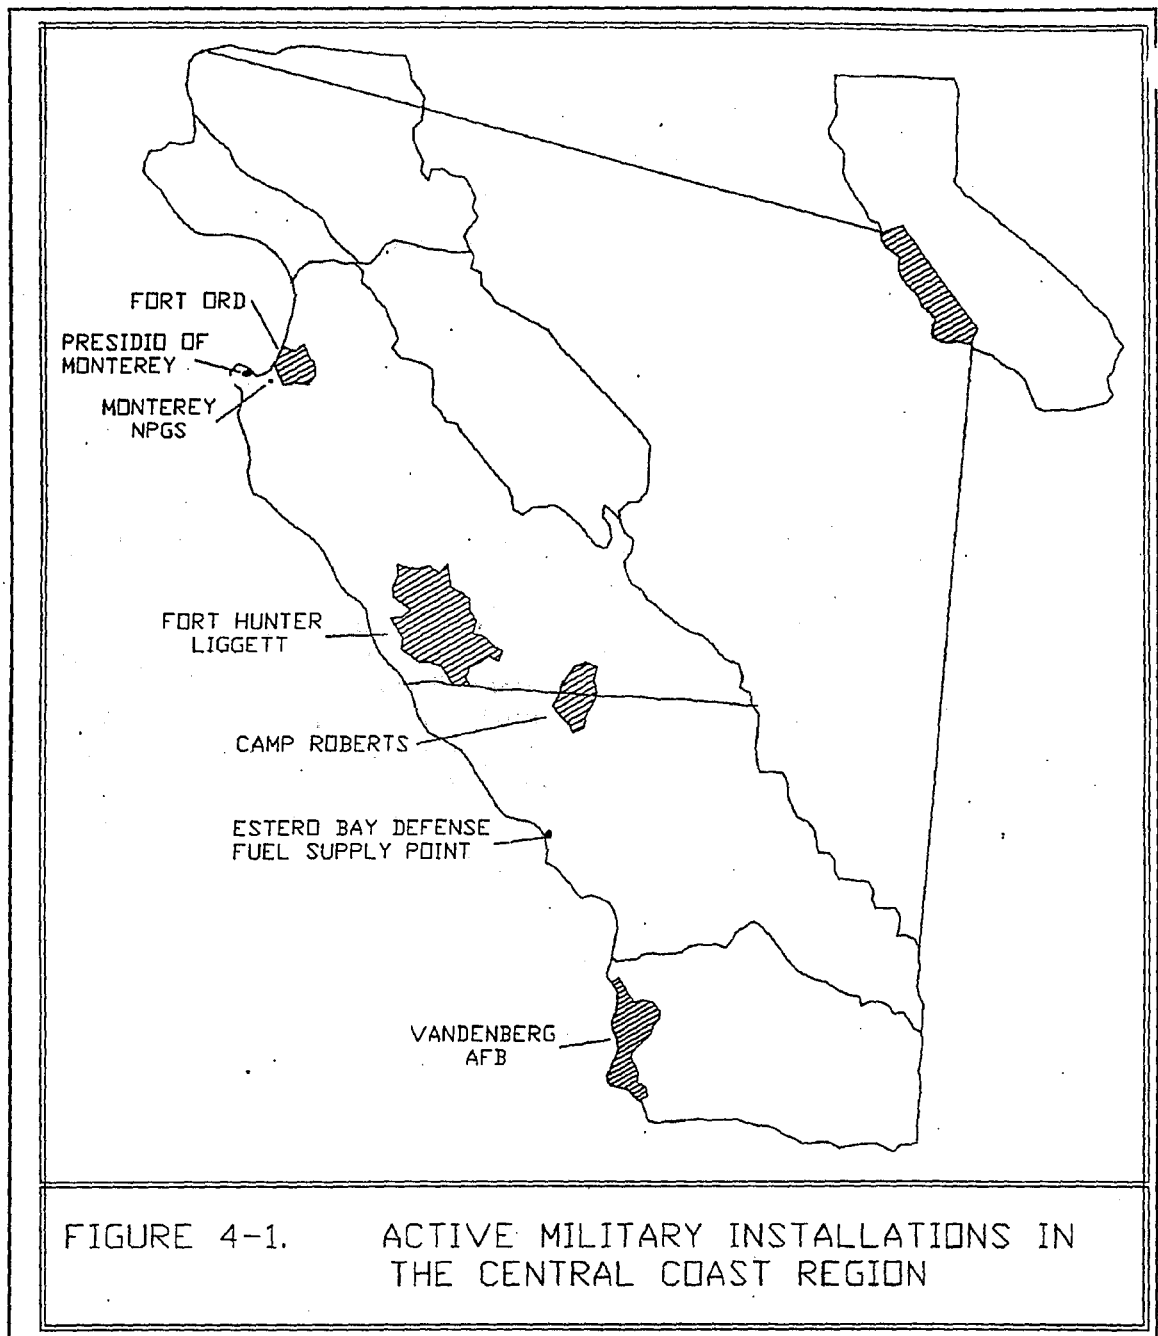 FORT ORD
PRESIDIO OF
MONTEREY
MONTEREY
NPGS
FORT HUNTER
LIGGETT
CAMP ROBERTS
ESTERO BAY DEFENSE
FUEL SUPPLY POINT
VANDENBERG
AFB
FIGURE 4-1. ACTIVE MILITARY INSTALLATIONS IN
THE CENTRAL COAST REGION